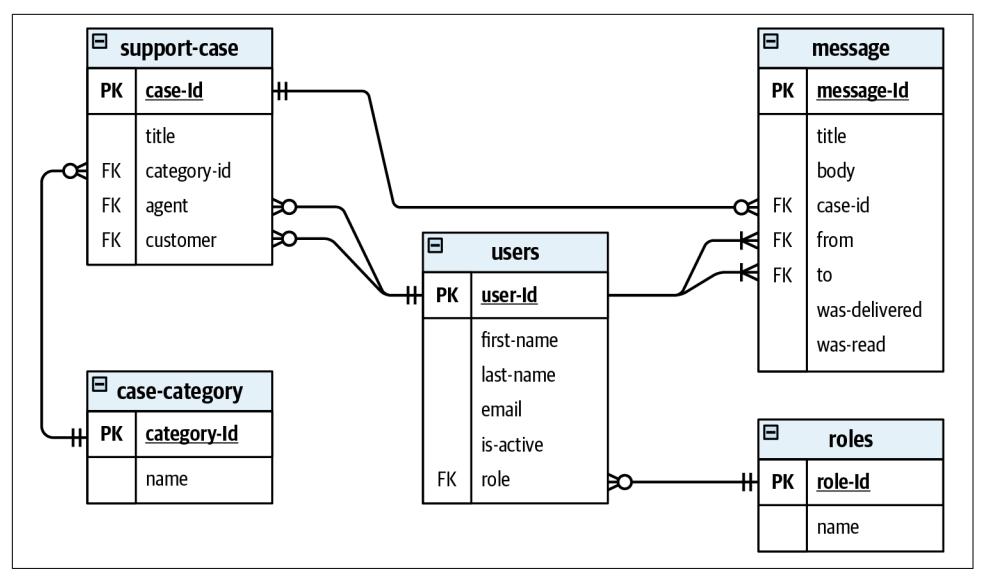 support-case
PK case-Id
title
FK category-id
FK agent
FK customer
message
PK message-Id
title
body
FK case-id
FK from
FK to
was-delivered
was-read
users
PK user-Id
first-name
last-name
email
is-active
FK role
case-category
PK category-Id
name
roles
PK role-Id
name